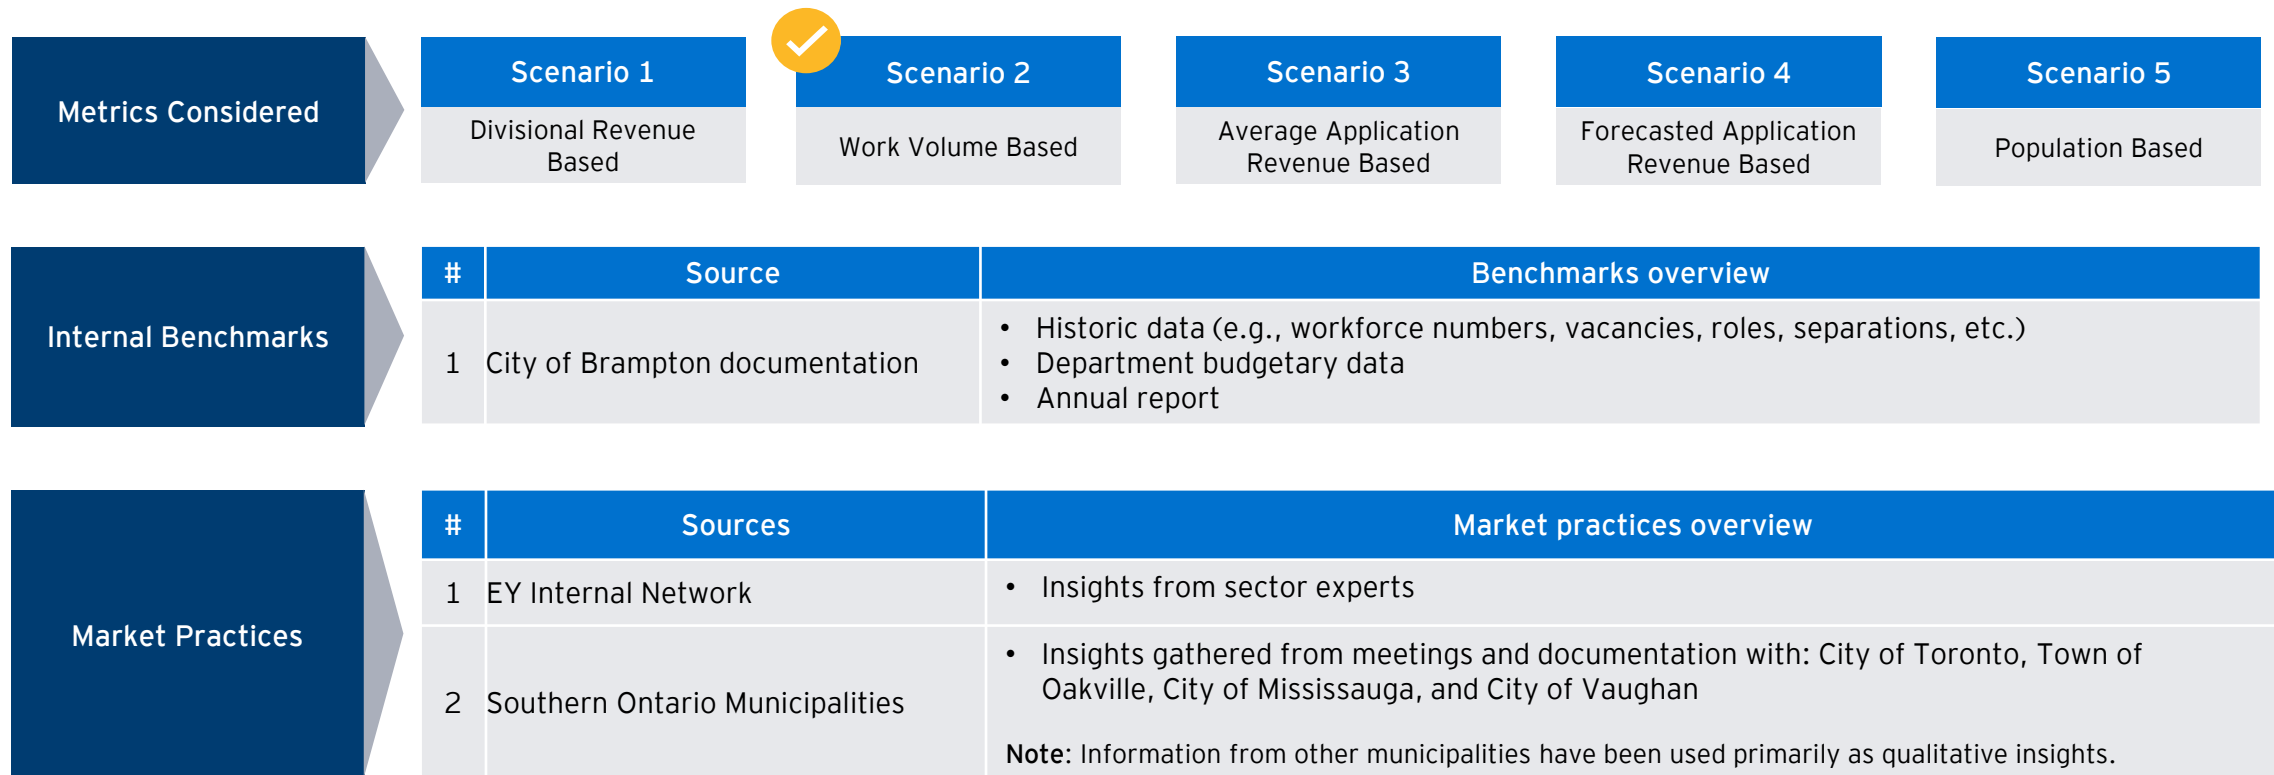 Metrics Considered
Scenario 1
Divisional Revenue
Based
Scenario 2
Work Volume Based
Scenario 3
Average Application
Revenue Based
Scenario 4
Forecasted Application
Revenue Based
Scenario 5
Population Based
Internal Benchmarks
# Source Benchmarks overview
1 City of Brampton documentation
• Historic data (e.g., workforce numbers, vacancies, roles, separations, etc.)
• Department budgetary data
• Annual report
Market Practices
# Sources Market practices overview
1 EY Internal Network • Insights from sector experts
2 Southern Ontario Municipalities
• Insights gathered from meetings and documentation with: City of Toronto, Town of
Oakville, City of Mississauga, and City of Vaughan
Note: Information from other municipalities have been used primarily as qualitative insights.